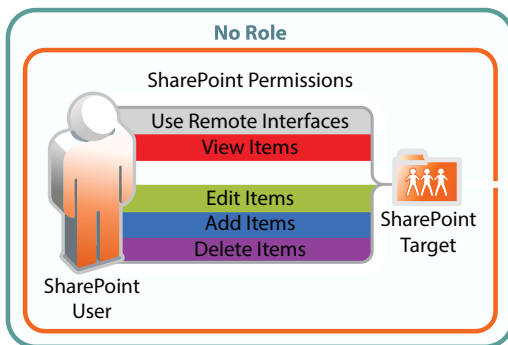 No Role
SharePoint Permissions
Use Remote Interfaces
View Items
Edit Items
Add Items
Delete Items
SharePoint
User
SharePoint
Target